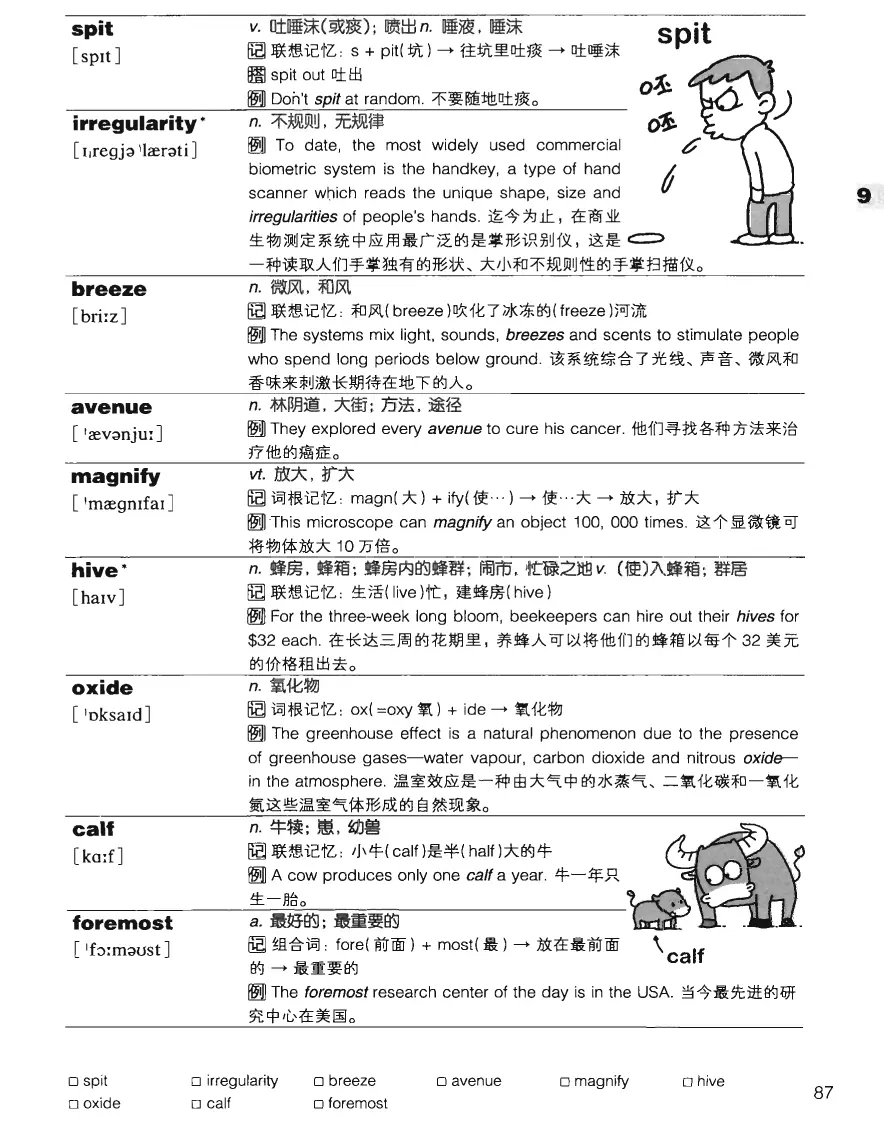 spit
[spɪt]
v. 吐唾沫(或痰); 喷出 n. 唾液, 唾沫
记 联想记忆: s + pit(坑) → 往坑里吐痰 → 吐唾沫
搭 spit out 吐出
例 Don't spit at random. 不要随地吐痰。
spit
呸
呸
irregularity*
[ɪˌregjəˈlærəti]
n. 不规则, 无规律
例 To date, the most widely used commercial
biometric system is the handkey, a type of hand
scanner which reads the unique shape, size and
irregularities of people's hands. 迄今为止, 在商业
生物测定系统中应用最广泛的是掌形识别仪, 这是
一种读取人们手掌独有的形状、大小和不规则性的手掌扫描仪。
9
breeze
[briːz]
n. 微风, 和风
记 联想记忆: 和风(breeze)吹化了冰冻的(freeze)河流
例 The systems mix light, sounds, breezes and scents to stimulate people
who spend long periods below ground. 该系统综合了光线、声音、微风和
香味来刺激长期待在地下的人。
avenue
[ˈævənjuː]
n. 林阴道, 大街; 方法, 途径
例 They explored every avenue to cure his cancer. 他们寻找各种方法来治
疗他的癌症。
magnify
[ˈmægnɪfaɪ]
vt. 放大, 扩大
记 词根记忆: magn(大) + ify(使…) → 使…大 → 放大, 扩大
例 This microscope can magnify an object 100, 000 times. 这个显微镜可
将物体放大 10 万倍。
hive*
[haɪv]
n. 蜂房, 蜂箱; 蜂房内的蜂群; 闹市, 忙碌之地 v. (使)入蜂箱; 群居
记 联想记忆: 生活(live)忙, 建蜂房(hive)
例 For the three-week long bloom, beekeepers can hire out their hives for
$32 each. 在长达三周的花期里, 养蜂人可以将他们的蜂箱以每个 32 美元
的价格租出去。
oxide
[ˈɒksaɪd]
n. 氧化物
记 词根记忆: ox(=oxy 氧) + ide → 氧化物
例 The greenhouse effect is a natural phenomenon due to the presence
of greenhouse gases—water vapour, carbon dioxide and nitrous oxide—
in the atmosphere. 温室效应是一种由大气中的水蒸气、二氧化碳和一氧化
氮这些温室气体形成的自然现象。
calf
[kɑːf]
n. 牛犊; 崽, 幼兽
记 联想记忆: 小牛(calf)是半(half)大的牛
例 A cow produces only one calf a year. 牛一年只
生一胎。
calf
foremost
[ˈfɔːməʊst]
a. 最好的; 最重要的
记 组合词: fore(前面) + most(最) → 放在最前面
的 → 最重要的
例 The foremost research center of the day is in the USA. 当今最先进的研
究中心在美国。
□ spit □ irregularity □ breeze □ avenue □ magnify □ hive
□ oxide □ calf □ foremost
87